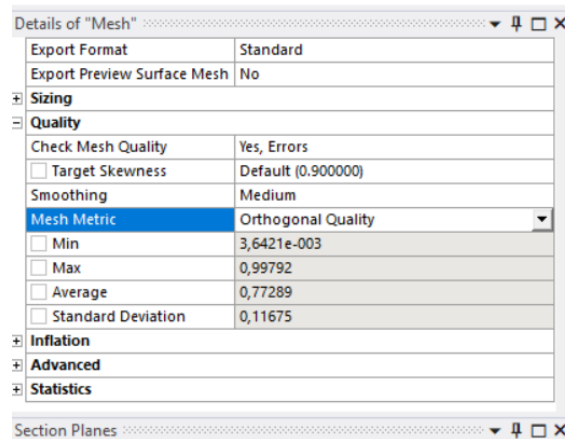 Details of "Mesh"
Export Format Standard
Export Preview Surface Mesh No
Sizing
Quality
Check Mesh Quality Yes, Errors
Target Skewness Default (0.900000)
Smoothing Medium
Mesh Metric Orthogonal Quality
Min 3,6421e-003
Max 0,99792
Average 0,77289
Standard Deviation 0,11675
Inflation
Advanced
Statistics
Section Planes